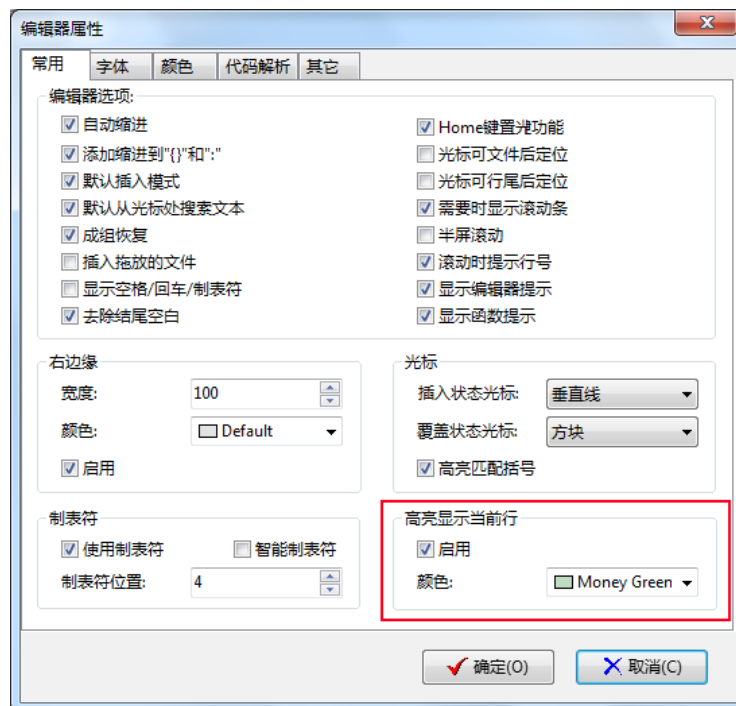 编辑器属性
常用 字体 颜色 代码解析 其它
编辑器选项:
自动缩进
添加缩进到"{}"和":"
默认插入模式
默认从光标处搜索文本
成组恢复
插入拖放的文件
显示空格/回车/制表符
去除结尾空白
Home键置光功能
光标可文件后定位
光标可行尾后定位
需要时显示滚动条
半屏滚动
滚动时提示行号
显示编辑器提示
显示函数提示
右边缘
宽度: 100
颜色: Default
启用
光标
插入状态光标: 垂直线
覆盖状态光标: 方块
高亮匹配括号
制表符
使用制表符 智能制表符
制表符位置: 4
高亮显示当前行
启用
颜色: Money Green
确定(O) 取消(C)